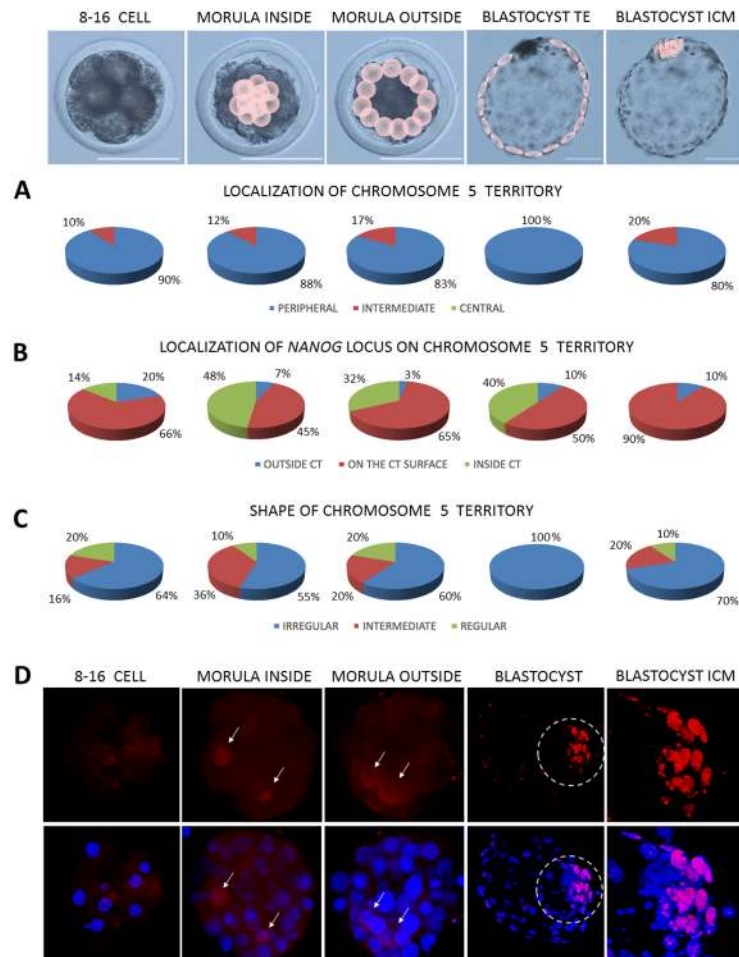 8-16 CELL MORULA INSIDE MORULA OUTSIDE BLASTOCYST TE BLASTOCYST ICM
A LOCALIZATION OF CHROMOSOME 5 TERRITORY
10% 12% 17% 100% 20%
90% 88% 83% 80%
PERIPHERAL INTERMEDIATE CENTRAL
B LOCALIZATION OF NANOG LOCUS ON CHROMOSOME 5 TERRITORY
14% 20% 48% 7% 32% 3% 40% 10% 10%
66% 45% 65% 50% 90%
OUTSIDE CT ON THE CT SURFACE INSIDE CT
C SHAPE OF CHROMOSOME 5 TERRITORY
20% 10% 20% 100% 20% 10%
16% 64% 36% 55% 20% 60% 70%
IRREGULAR INTERMEDIATE REGULAR
D 8-16 CELL MORULA INSIDE MORULA OUTSIDE BLASTOCYST BLASTOCYST ICM